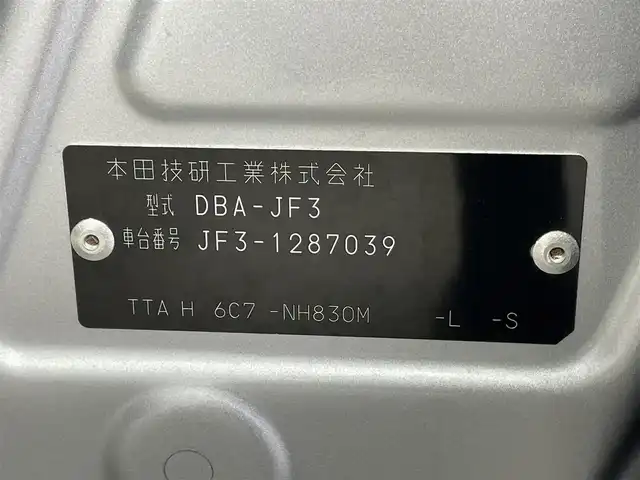 本田技研工業株式会社
型式 DBA-JF3
車台番号 JF3-1287039
TTA H 6C7 -NH830M -L -S